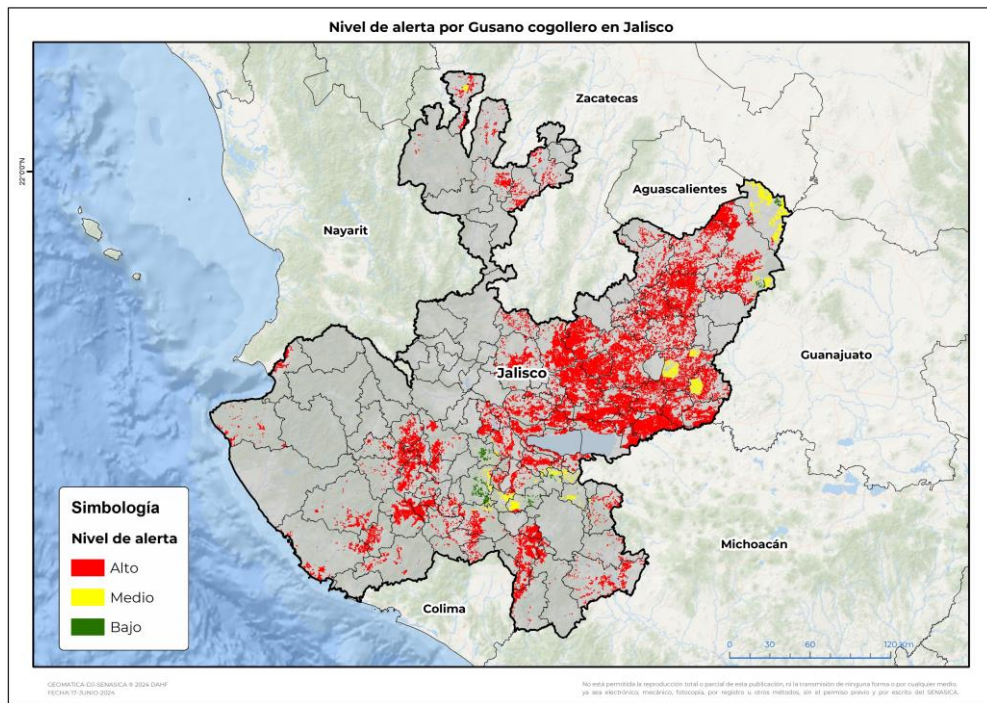 Nivel de alerta por Gusano cogollero en Jalisco
Zacatecas
22°0'0"N
Aguascalientes
Nayarit
Guanajuato
Jalisco
Simbología
Nivel de alerta
Alto
Medio
Bajo
Michoacán
Colima
0 30 60 120 Km
GEOMATICA-CG-SENASICA © 2024 DAHF
FECHA: 17-JUNIO-2024
No está permitida la reproducción total o parcial de esta publicación, ni la transmisión de ninguna forma o por cualquier medio,
ya sea electrónico, mecánico, fotocopia, por registro u otros métodos, sin el permiso previo y por escrito del SENASICA.